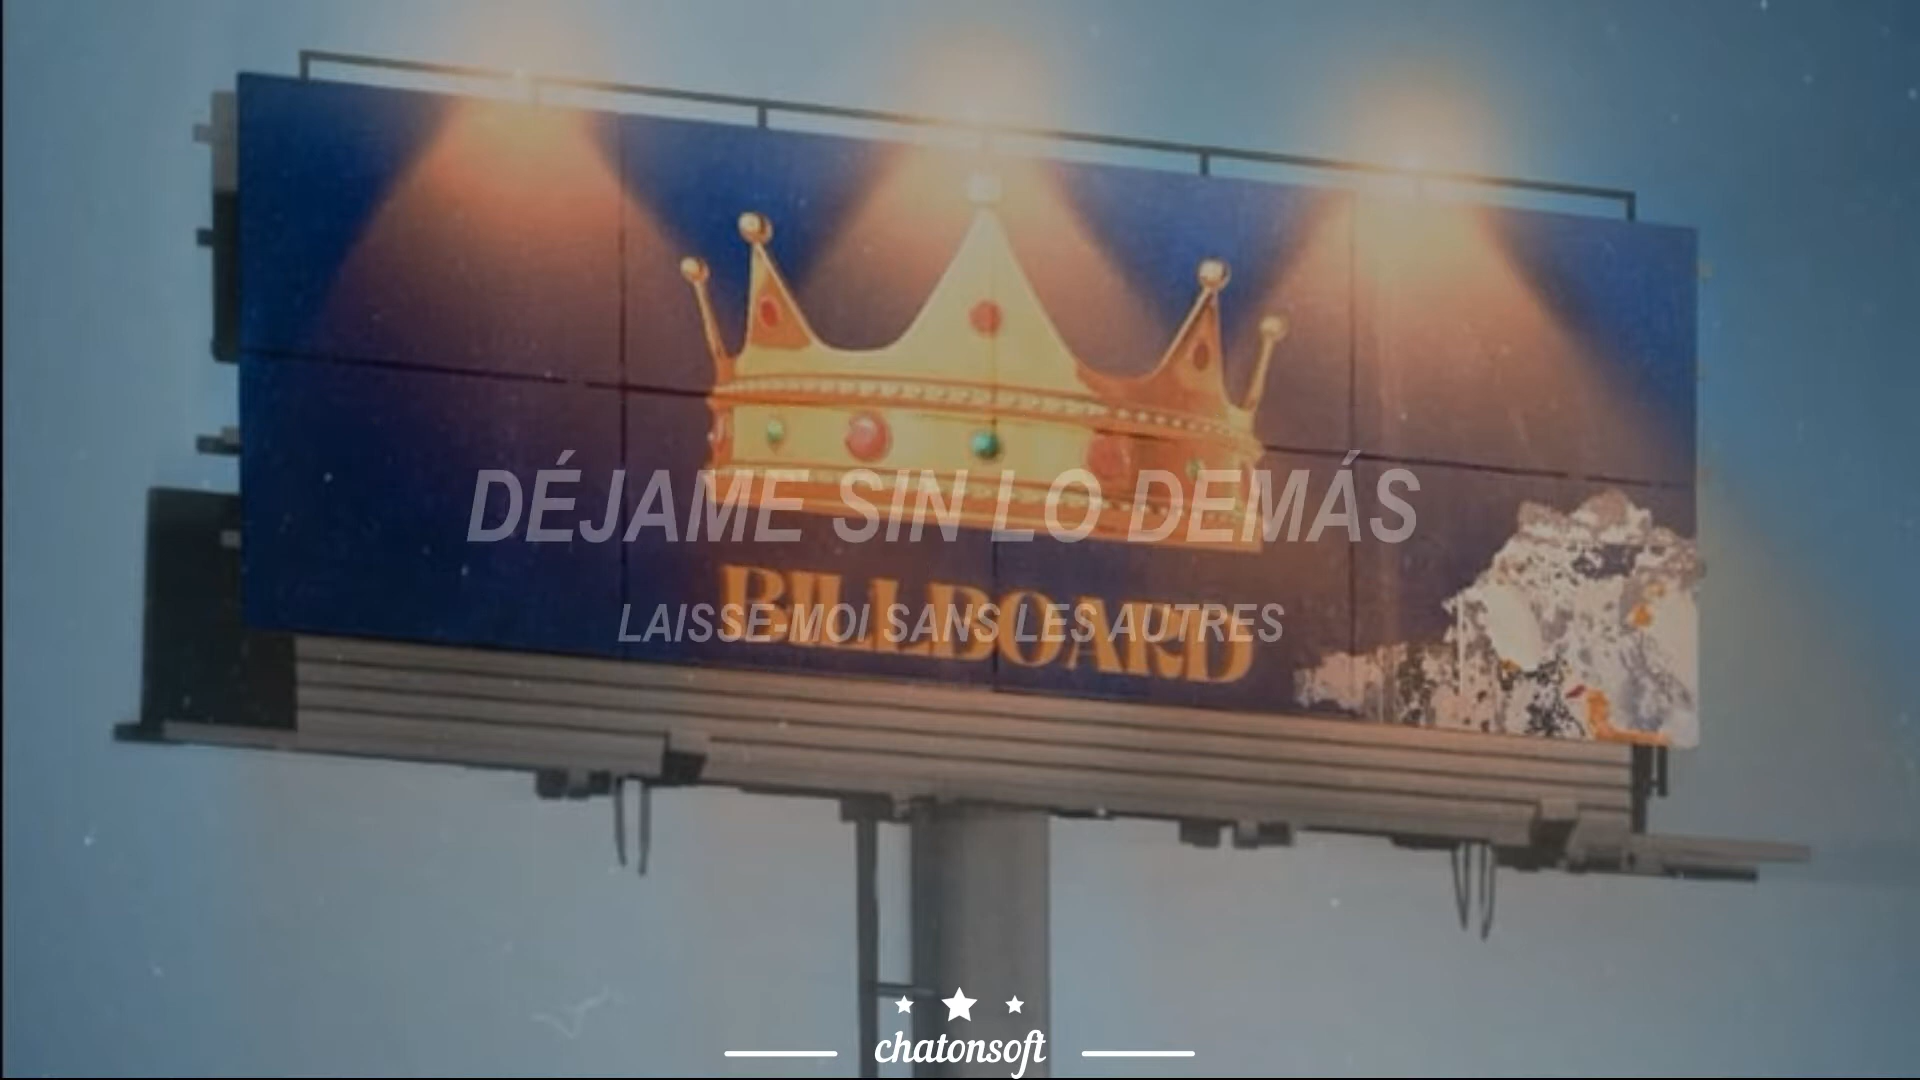 DÉJAME SIN LO DEMÁS
BILLBOARD
LAISSE-MOI SANS LES AUTRES
chatonsoft